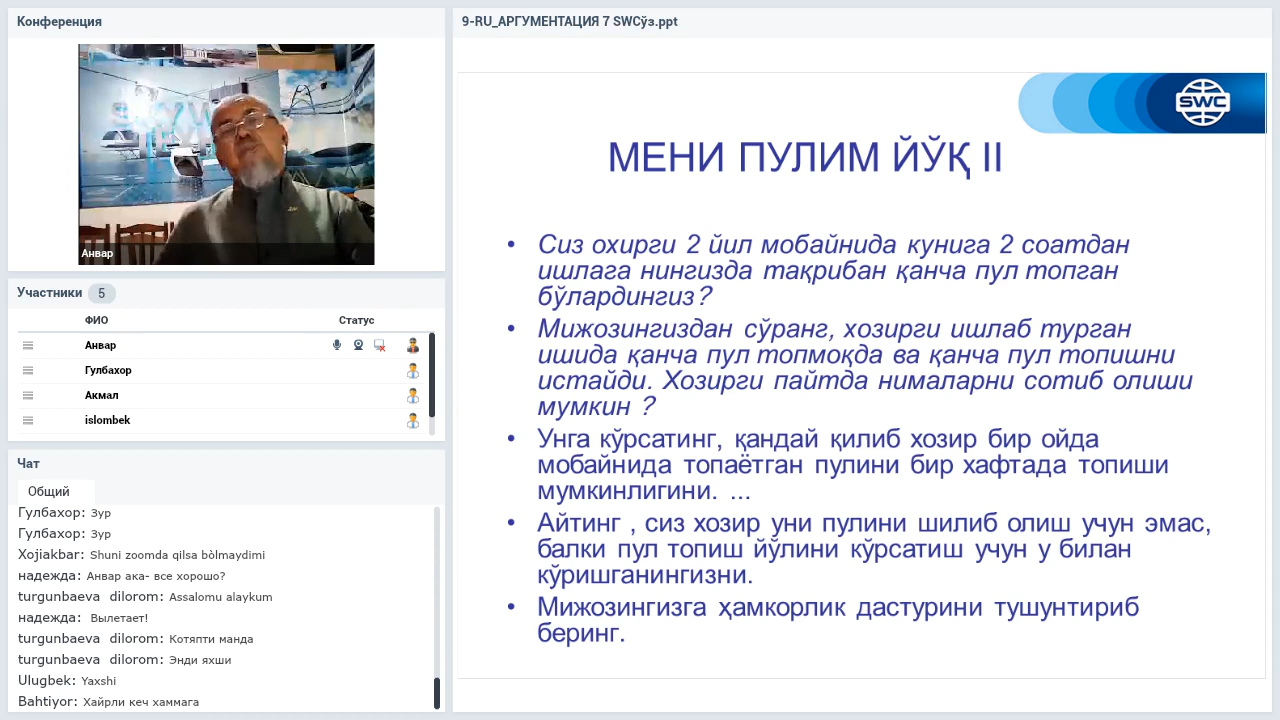 Конференция
Анвар
Участники 5
ФИО Статус
Анвар
Гулбахор
Акмал
islombek
Чат
Общий
Гулбахор: Зур
Гулбахор: Зур
Xojiakbar: Shuni zoomda qilsa bòlmaydimi
надежда: Анвар ака- все хорошо?
turgunbaeva dilorom: Assalomu alaykum
надежда: Вылетает!
turgunbaeva dilorom: Котяпти манда
turgunbaeva dilorom: Энди яхши
Ulugbek: Yaxshi
Bahtiyor: Хайрли кеч хаммага
9-RU_АРГУМЕНТАЦИЯ 7 SWCўз.ppt
SWC
МЕНИ ПУЛИМ ЙЎҚ II
• Сиз охирги 2 йил мобайнида кунига 2 соатдан
ишлага нингизда тақрибан қанча пул топган
бўлардингиз?
• Мижозингиздан сўранг, хозирги ишлаб турган
ишида қанча пул топмоқда ва қанча пул топишни
истайди. Хозирги пайтда нималарни сотиб олиши
мумкин ?
• Унга кўрсатинг, қандай қилиб хозир бир ойда
мобайнида топаётган пулини бир хафтада топиши
мумкинлигини. ...
• Айтинг , сиз хозир уни пулини шилиб олиш учун эмас,
балки пул топиш йўлини кўрсатиш учун у билан
кўришганингизни.
• Мижозингизга ҳамкорлик дастурини тушунтириб
беринг.